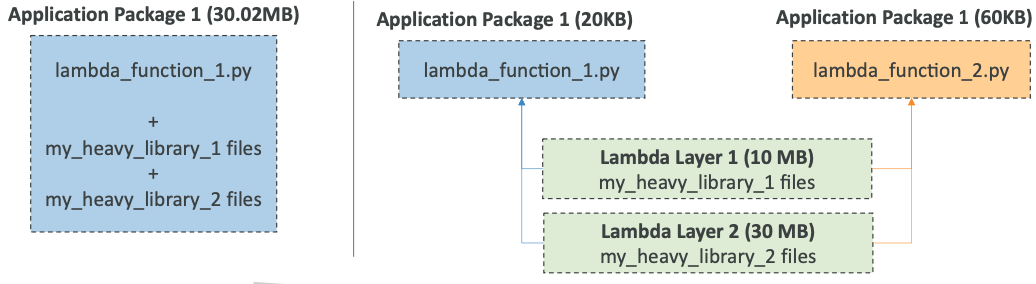 Application Package 1 (30.02MB)
lambda_function_1.py
+
my_heavy_library_1 files
+
my_heavy_library_2 files
Application Package 1 (20KB)
lambda_function_1.py
Application Package 1 (60KB)
lambda_function_2.py
Lambda Layer 1 (10 MB)
my_heavy_library_1 files
Lambda Layer 2 (30 MB)
my_heavy_library_2 files